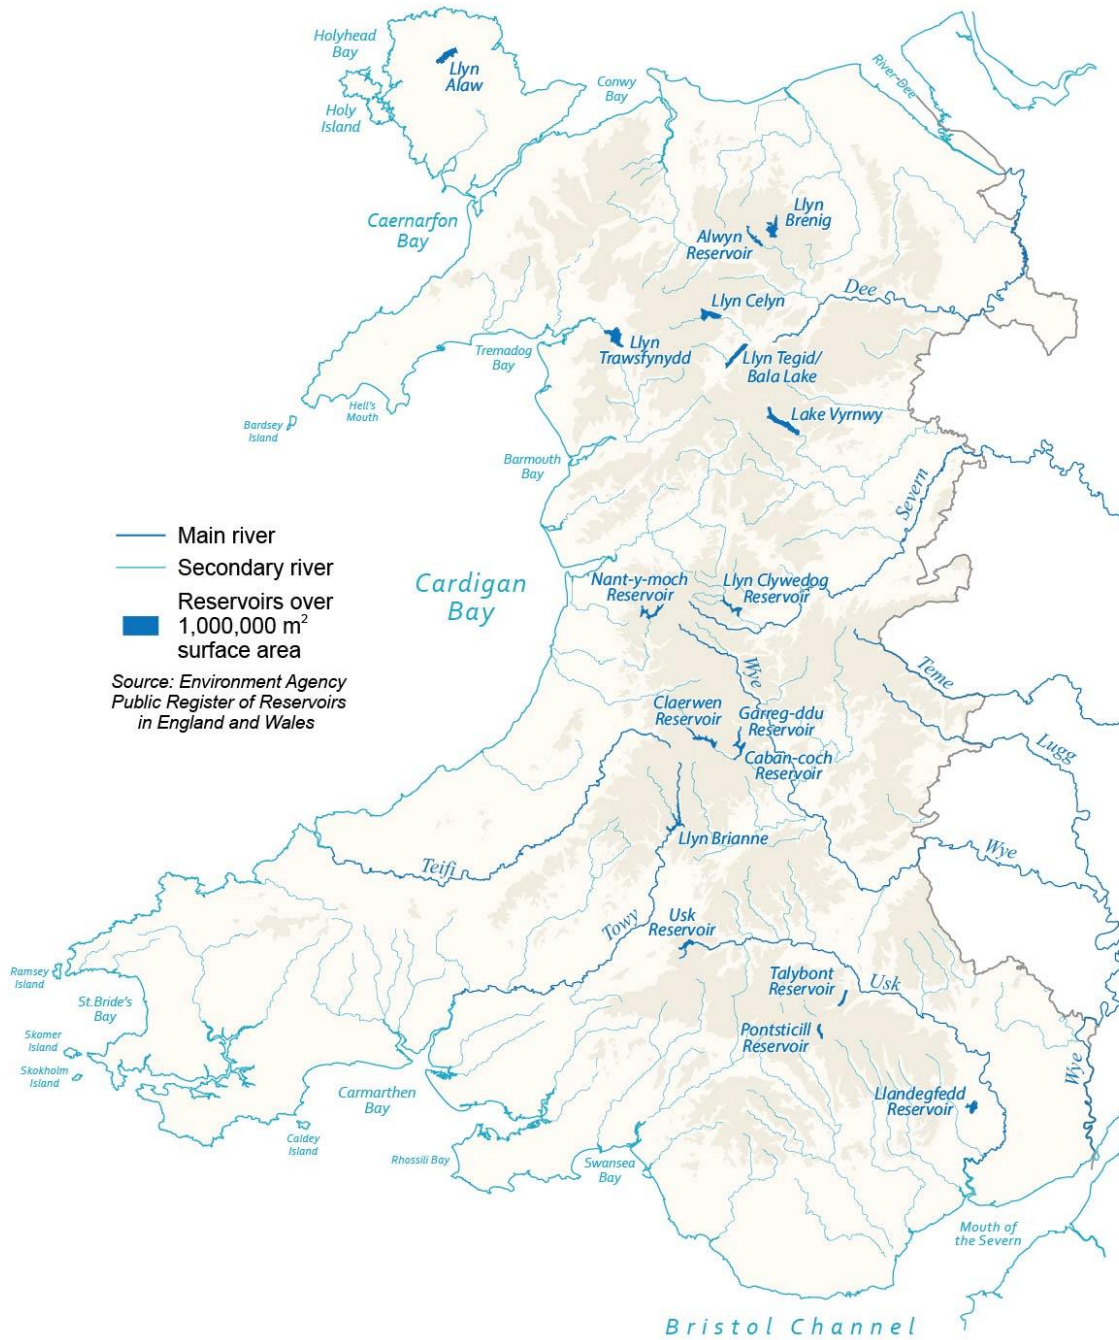 Holyhead
Bay
Llyn
Alaw
Holy
Island
Conwy
Bay
River-Dee
Caernarfon
Bay
Llyn
Brenig
Alwyn
Reservoir
Dee
Llyn Celyn
Tremadog
Bay
Llyn
Trawsfynydd
Llyn Tegid/
Bala Lake
Hell's
Mouth
Bardsey
Island
Lake Vyrnwy
Barmouth
Bay
Severn
Main river
Secondary river
Reservoirs over
1,000,000 m²
surface area
Source: Environment Agency
Public Register of Reservoirs
in England and Wales
Cardigan
Bay
Nant-y-moch
Reservoir
Llyn Clywedog
Reservoir
Wye
Teme
Claerwen
Reservoir
Garreg-ddu
Reservoir
Caban-coch
Reservoir
Lugg
Llyn Brianne
Teifi
Wye
Towy
Usk
Reservoir
Ramsey
Island
St.Bride's
Bay
Talybont
Reservoir
Usk
Skomer
Island
Skokholm
Island
Pontsticill
Reservoir
Wye
Carmarthen
Bay
Llandegfedd
Reservoir
Caldey
Island
Rhossili Bay
Swansea
Bay
Mouth of
the Severn
Bristol Channel